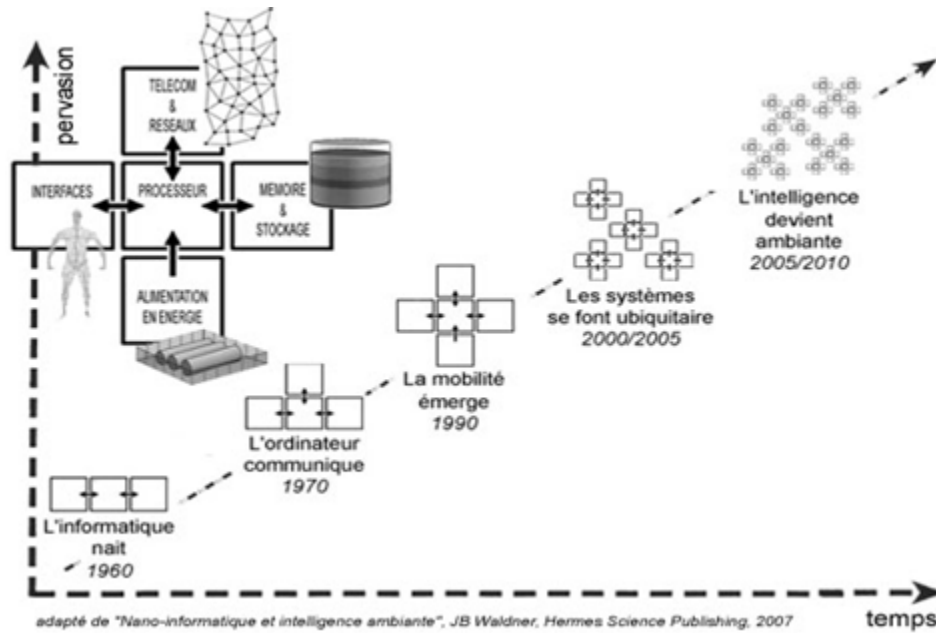 pervasion
TELECOM
&
RESEAUX
INTERFACES
PROCESSEUR
MEMOIRE
&
STOCKAGE
ALIMENTATION
EN ENERGIE
L'informatique
nait
1960
L'ordinateur
communique
1970
La mobilité
émerge
1990
Les systèmes
se font ubiquitaire
2000/2005
L'intelligence
devient
ambiante
2005/2010
temps
adapté de "Nano-informatique et intelligence ambiante", JB Waldner, Hermes Science Publishing, 2007